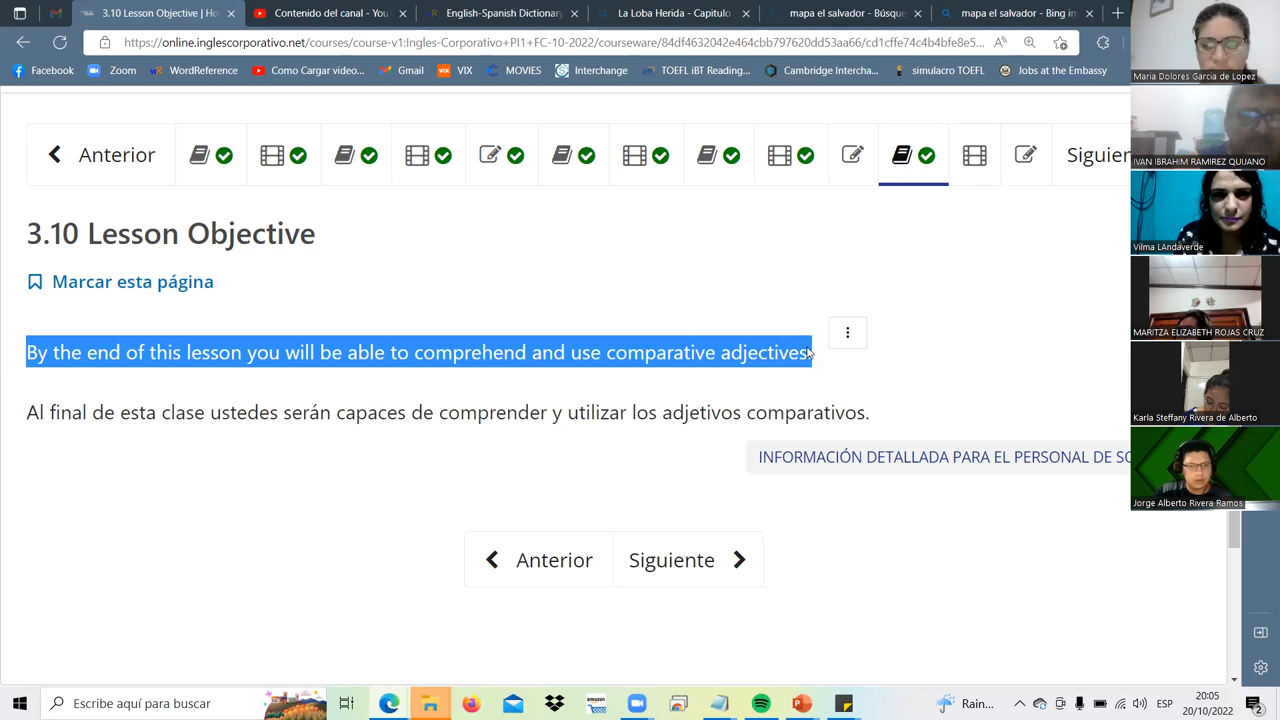 3.10 Lesson Objective | Ho
Contenido del canal - You
English-Spanish Dictionary
La Loba Herida - Capitulo
mapa el salvador - Búsque
mapa el salvador - Bing im
https://online.inglescorporativo.net/courses/course-v1:Ingles-Corporativo+PI1+FC-10-2022/courseware/84df4632042e464cbb797620dd53aa66/cd1cffe74c4b4bfe8e5...
Facebook
Zoom
WordReference
Como Cargar video...
Gmail
VIX
MOVIES
Interchange
TOEFL iBT Reading...
Cambridge Intercha...
simulacro TOEFL
Jobs at the Embassy
Anterior
Siguier
3.10 Lesson Objective
Marcar esta página
By the end of this lesson you will be able to comprehend and use comparative adjectives.
Al final de esta clase ustedes serán capaces de comprender y utilizar los adjetivos comparativos.
INFORMACIÓN DETALLADA PARA EL PERSONAL DE SO
Anterior
Siguiente
Maria Dolores Garcia de Lopez
IVAN IBRAHIM RAMIREZ QUIJANO
Vilma LAndaverde
MARITZA ELIZABETH ROJAS CRUZ
Karla Steffany Rivera de Alberto
Jorge Alberto Rivera Ramos
Escribe aquí para buscar
amazon
Rain...
ESP
20:05
20/10/2022
2